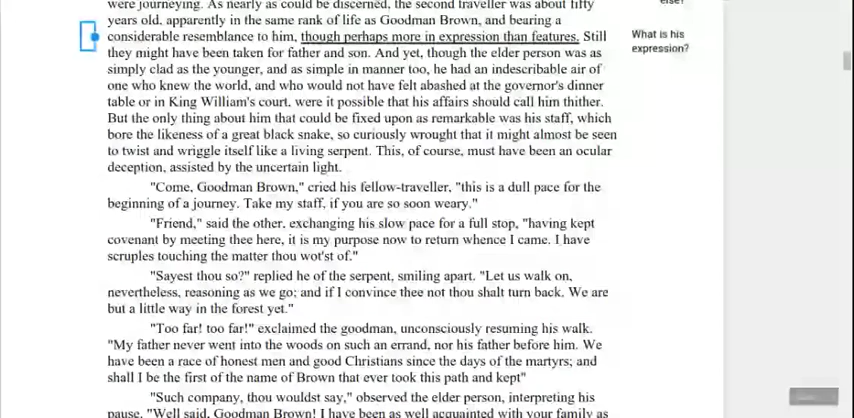 were journeying. As nearly as could be discerned, the second traveller was about fifty
years old, apparently in the same rank of life as Goodman Brown, and bearing a
considerable resemblance to him, though perhaps more in expression than features. Still
they might have been taken for father and son. And yet, though the elder person was as
simply clad as the younger, and as simple in manner too, he had an indescribable air of
one who knew the world, and who would not have felt abashed at the governor's dinner
table or in King William's court, were it possible that his affairs should call him thither.
But the only thing about him that could be fixed upon as remarkable was his staff, which
bore the likeness of a great black snake, so curiously wrought that it might almost be seen
to twist and wriggle itself like a living serpent. This, of course, must have been an ocular
deception, assisted by the uncertain light.
"Come, Goodman Brown," cried his fellow-traveller, "this is a dull pace for the
beginning of a journey. Take my staff, if you are so soon weary."
"Friend," said the other, exchanging his slow pace for a full stop, "having kept
covenant by meeting thee here, it is my purpose now to return whence I came. I have
scruples touching the matter thou wot'st of."
"Sayest thou so?" replied he of the serpent, smiling apart. "Let us walk on,
nevertheless, reasoning as we go; and if I convince thee not thou shalt turn back. We are
but a little way in the forest yet."
"Too far! too far!" exclaimed the goodman, unconsciously resuming his walk.
"My father never went into the woods on such an errand, nor his father before him. We
have been a race of honest men and good Christians since the days of the martyrs; and
shall I be the first of the name of Brown that ever took this path and kept"
"Such company, thou wouldst say," observed the elder person, interpreting his
pause. "Well said, Goodman Brown! I have been as well acquainted with your family as
else?
What is his
expression?